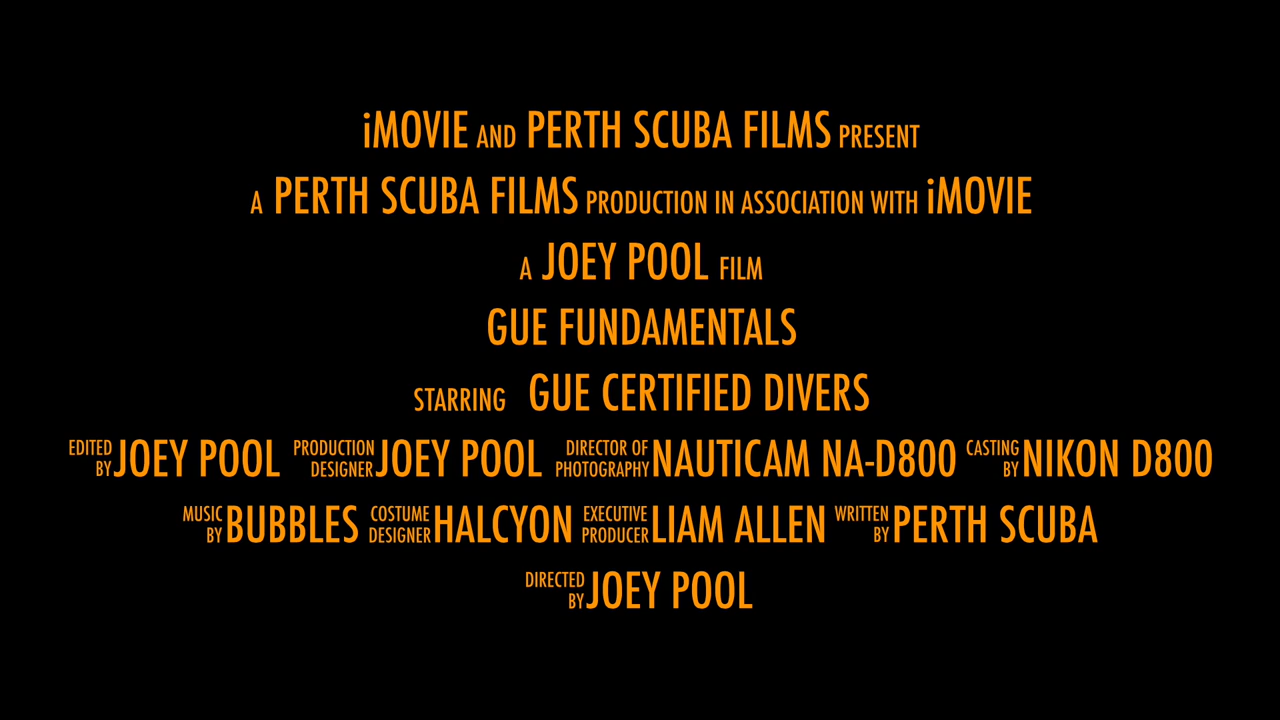 iMOVIE AND PERTH SCUBA FILMS PRESENT
A PERTH SCUBA FILMS PRODUCTION IN ASSOCIATION WITH iMOVIE
A JOEY POOL FILM
GUE FUNDAMENTALS
STARRING GUE CERTIFIED DIVERS
EDITED BY JOEY POOL PRODUCTION DESIGNER JOEY POOL DIRECTOR OF PHOTOGRAPHY NAUTICAM NA-D800 CASTING BY NIKON D800
MUSIC BY BUBBLES COSTUME DESIGNER HALCYON EXECUTIVE PRODUCER LIAM ALLEN WRITTEN BY PERTH SCUBA
DIRECTED BY JOEY POOL